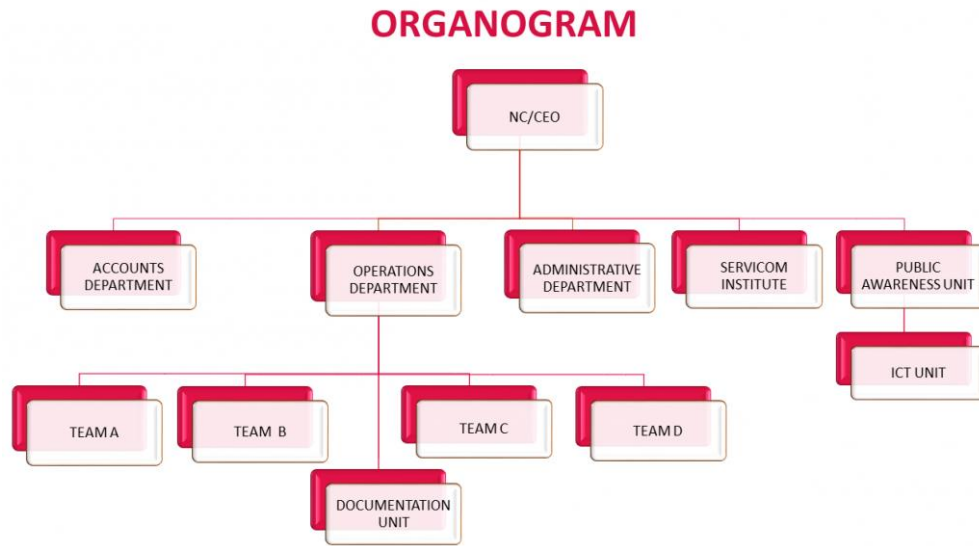 ORGANOGRAM
NC/CEO
ACCOUNTS
DEPARTMENT
OPERATIONS
DEPARTMENT
ADMINISTRATIVE
DEPARTMENT
SERVICOM
INSTITUTE
PUBLIC
AWARENESS UNIT
ICT UNIT
TEAM A
TEAM B
TEAM C
TEAM D
DOCUMENTATION
UNIT